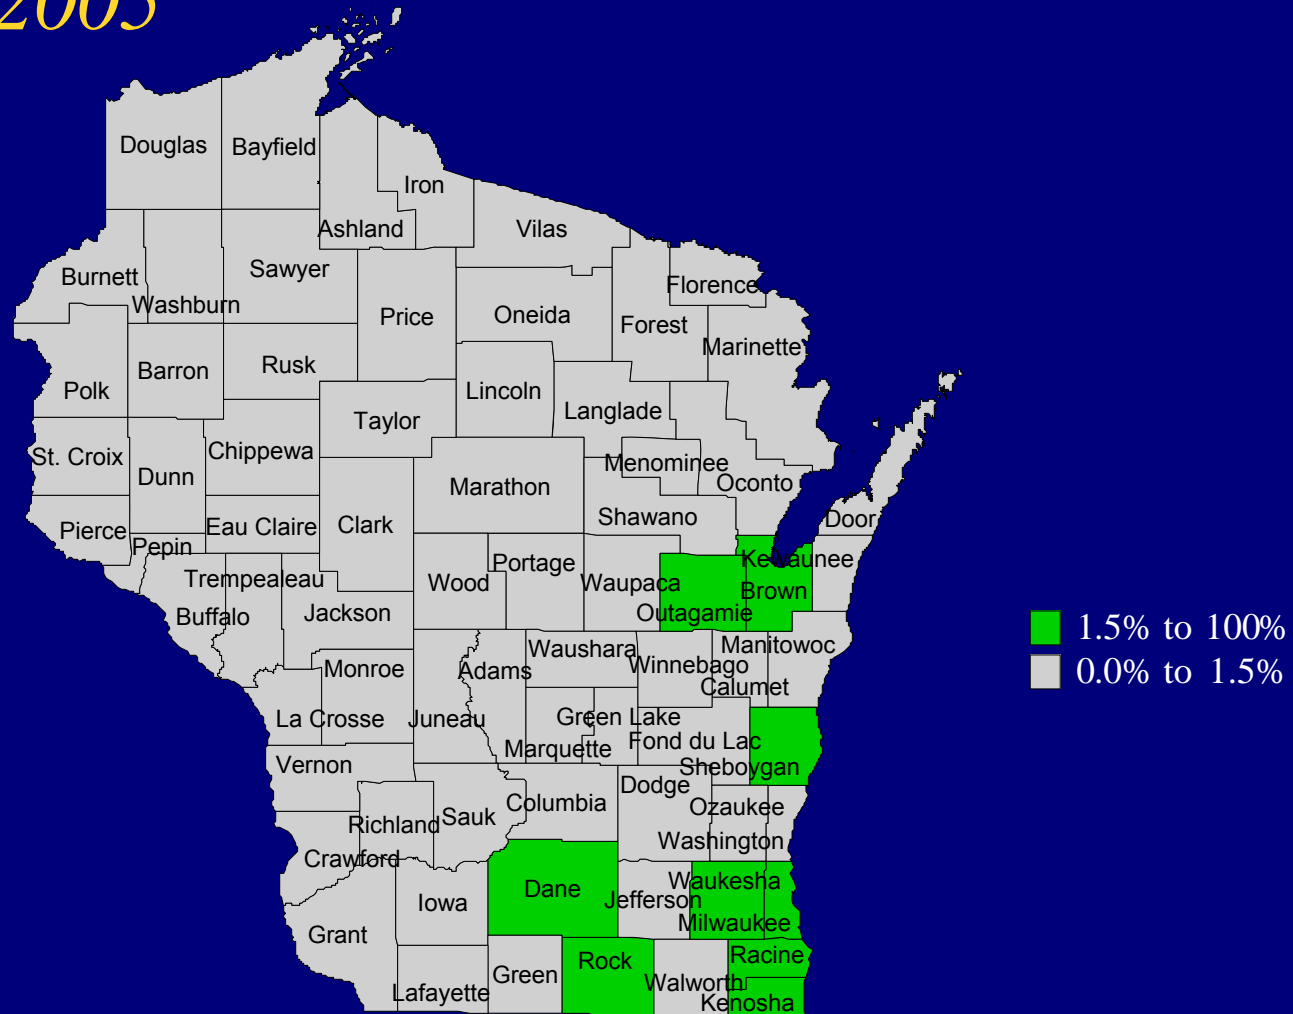 2005
Douglas
Bayfield
Iron
Ashland
Vilas
Burnett
Washburn
Sawyer
Florence
Price
Oneida
Forest
Marinette
Polk
Barron
Rusk
Lincoln
Langlade
Taylor
St. Croix
Dunn
Chippewa
Menominee
Marathon
Oconto
Pierce
Pepin
Eau Claire
Clark
Shawano
Door
Trempealeau
Buffalo
Jackson
Wood
Portage
Waupaca
Outagamie
Kewaunee
Brown
1.5% to 100%
0.0% to 1.5%
Monroe
Adams
Waushara
Winnebago
Manitowoc
Calumet
La Crosse
Juneau
Green Lake
Marquette
Fond du Lac
Sheboygan
Vernon
Richland
Sauk
Columbia
Dodge
Ozaukee
Washington
Crawford
Grant
Iowa
Dane
Jefferson
Waukesha
Milwaukee
Lafayette
Green
Rock
Walworth
Racine
Kenosha